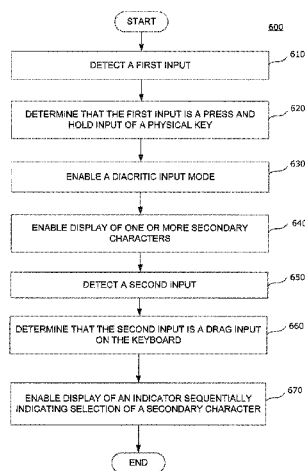 START
600
610
DETECT A FIRST INPUT
620
DETERMINE THAT THE FIRST INPUT IS A PRESS AND
HOLD INPUT OF A PHYSICAL KEY
630
ENABLE A DIACRITIC INPUT MODE
640
ENABLE DISPLAY OF ONE OR MORE SECONDARY
CHARACTERS
650
DETECT A SECOND INPUT
660
DETERMINE THAT THE SECOND INPUT IS A DRAG INPUT
ON THE KEYBOARD
670
ENABLE DISPLAY OF AN INDICATOR SEQUENTIALLY
INDICATING SELECTION OF A SECONDARY CHARACTER
END